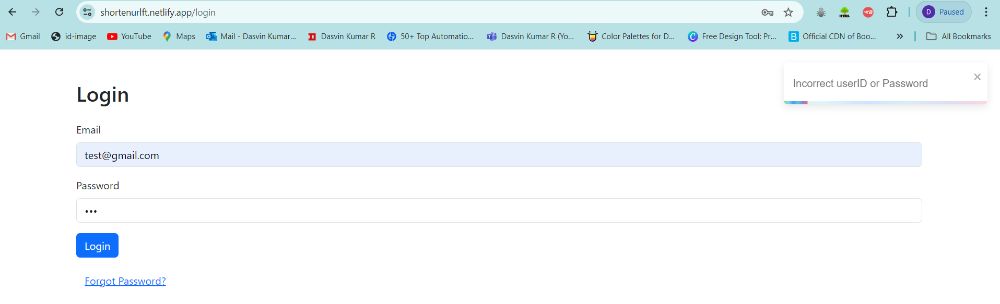 shortenurlft.netlify.app/login
HTML
B
D
Paused
Gmail
id-image
YouTube
Maps
Mail - Dasvin Kumar...
Dasvin Kumar R
50+ Top Automatio...
Dasvin Kumar R (Yo...
Color Palettes for D...
Free Design Tool: Pr...
B
Official CDN of Boo...
All Bookmarks
Incorrect userID or Password
Login
Email
test@gmail.com
Password
Login
Forgot Password?